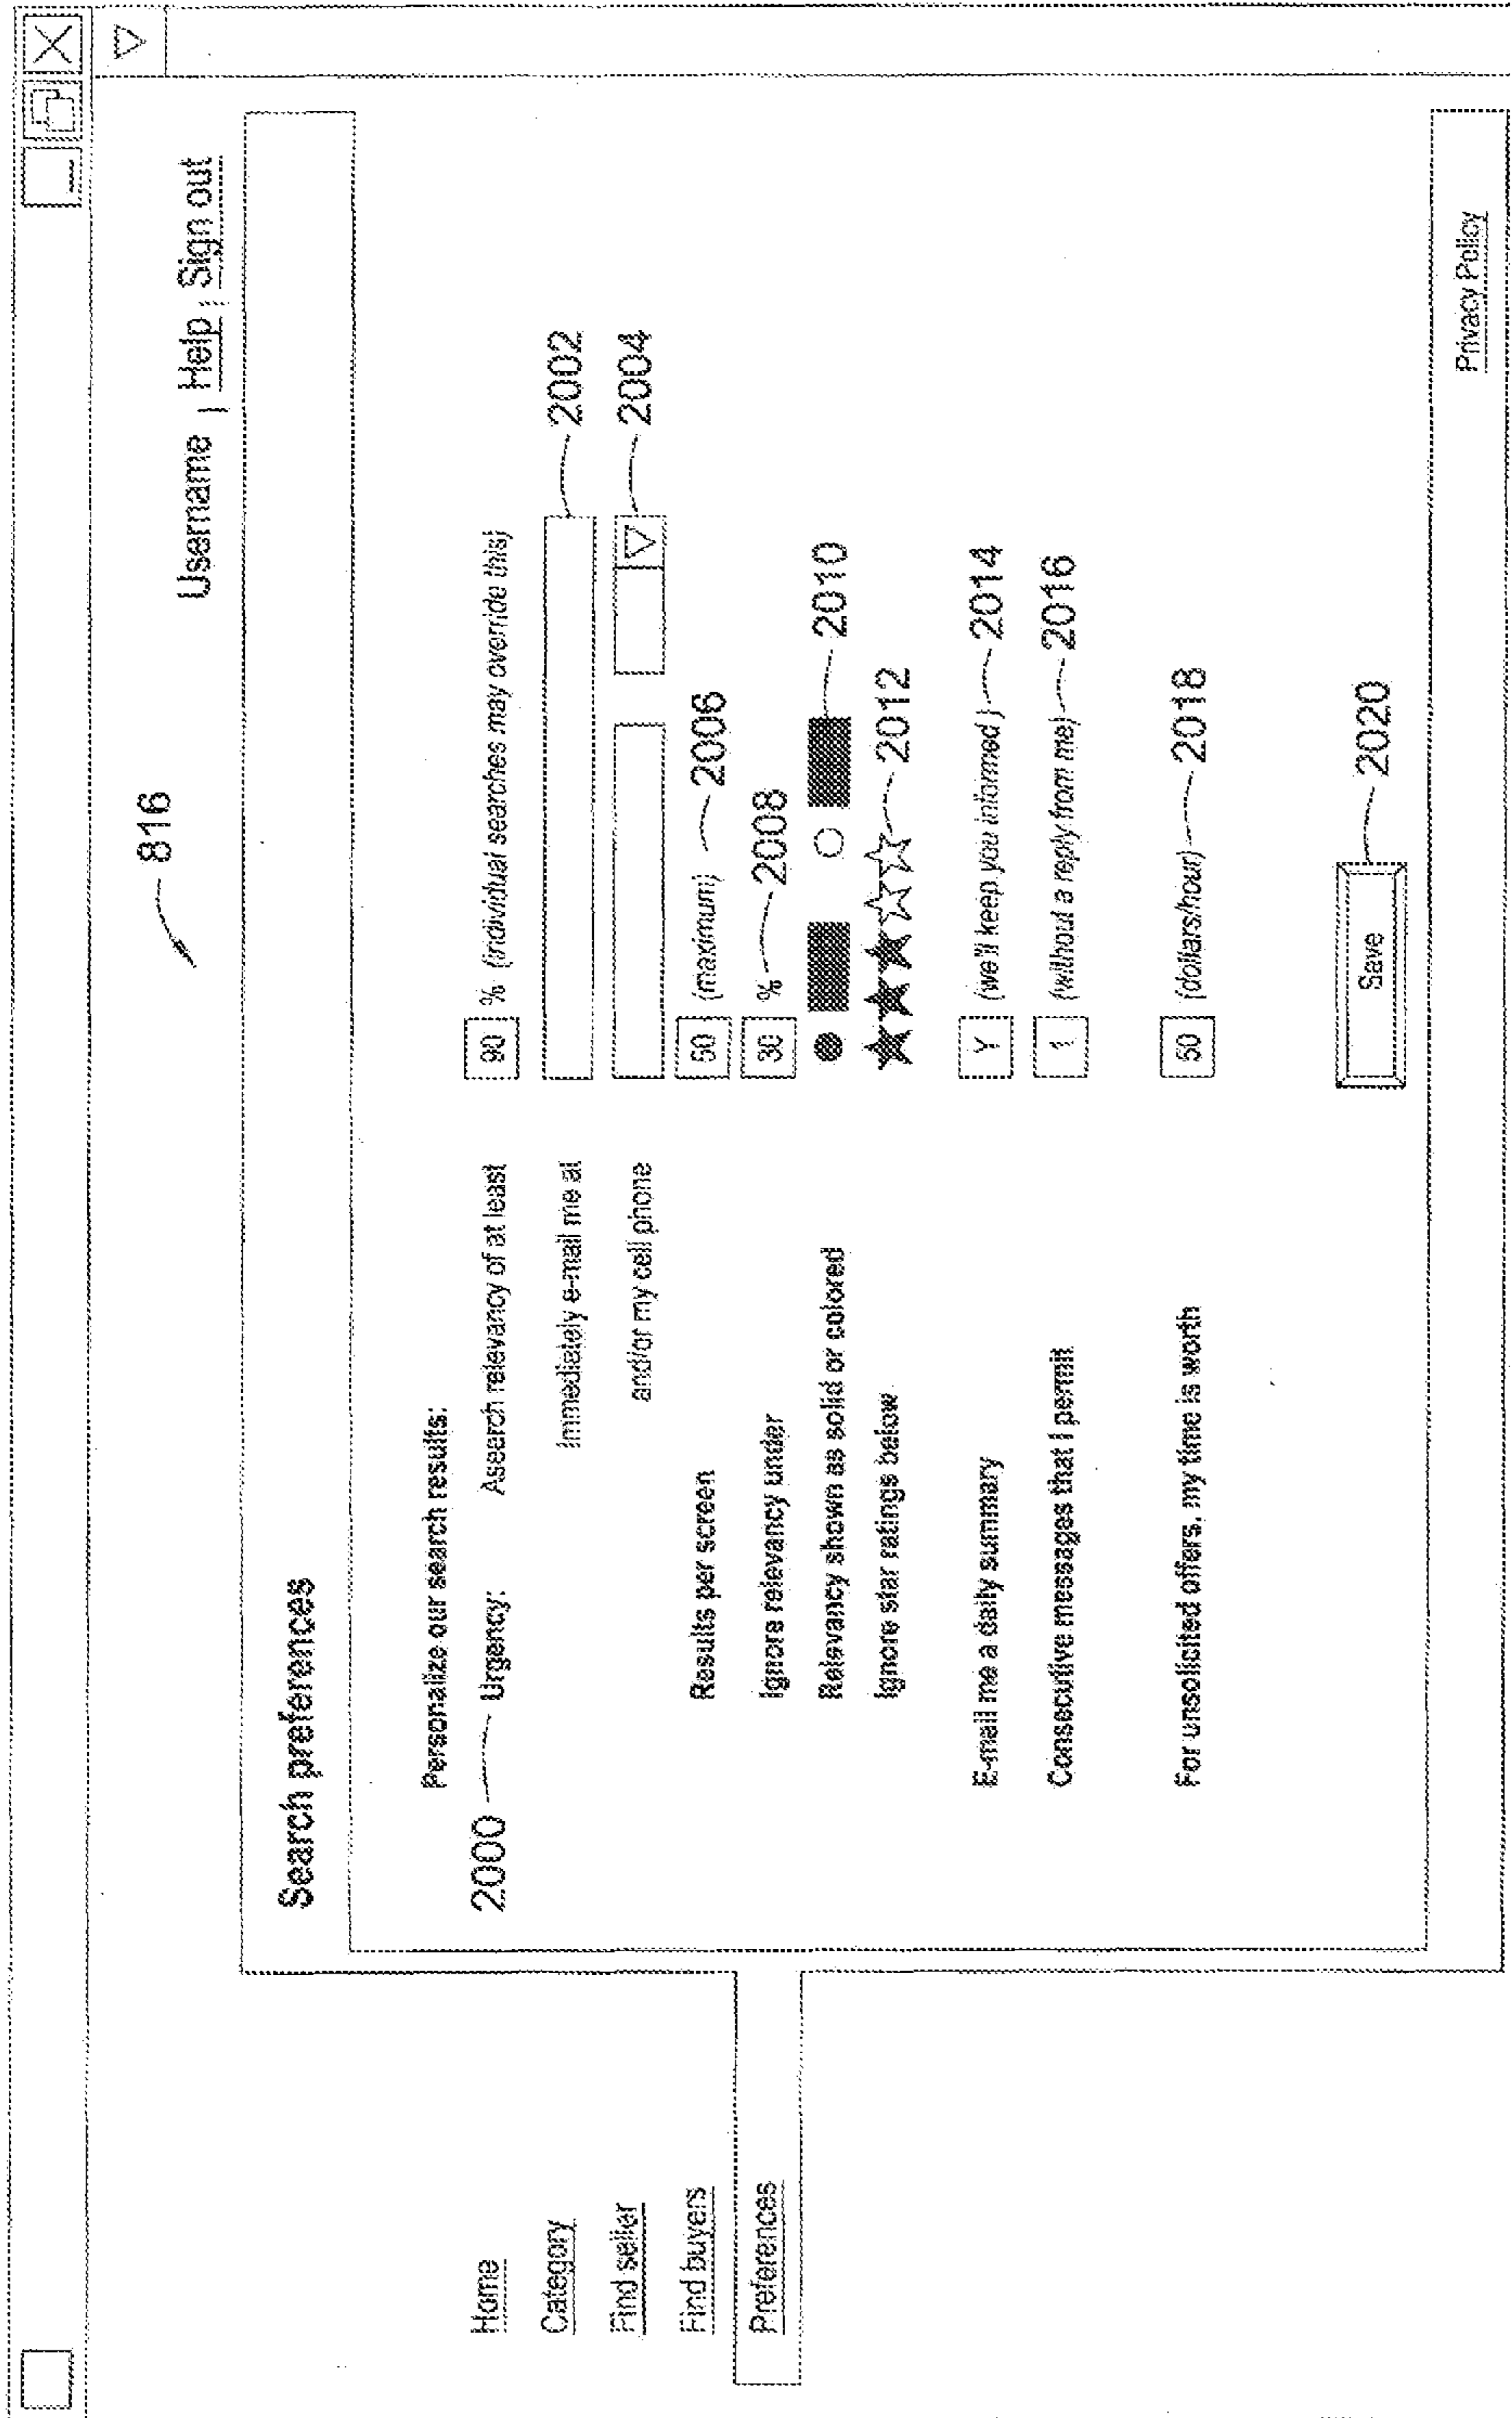 816
Username | Help | Sign out
Home
Category
Find seller
Find buyers
Preferences
Search preferences
Personalize our search results:
2000 Urgency: Aseerch relevancy of at least 90 % (individual searches may override this)
Immediately e-mail me at 2002
and/or my cell phone 2004
Results per screen 50 (maximum) 2006
Ignore relevancy under 30 % 2008
Relevancy shown as solid or colored 2010
Ignore star ratings below 2012
E-mail me a daily summary Y (we'll keep you informed) 2014
Consecutive messages that I permit 1 (without a reply from me) 2016
For unsolicited offers, my time is worth 50 (dollars/hour) 2018
Save 2020
Privacy Policy